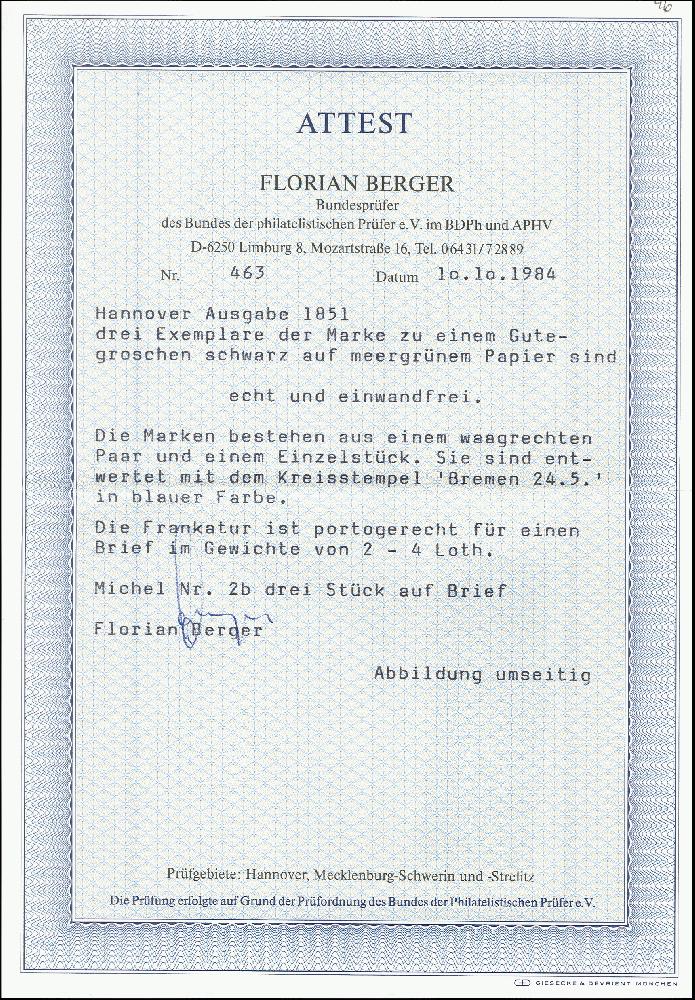 46
ATTEST
FLORIAN BERGER
Bundesprüfer
des Bundes der philatelistischen Prüfer e.V. im BDPh und APHV
D-6250 Limburg 8, Mozartstraße 16, Tel. 06431/72889
Nr. 463 Datum 10.10.1984
Hannover Ausgabe 1851
drei Exemplare der Marke zu einem Gute-
groschen schwarz auf meergrünem Papier sind
echt und einwandfrei.
Die Marken bestehen aus einem waagrechten
Paar und einem Einzelstück. Sie sind ent-
wertet mit dem Kreisstempel 'Bremen 24.5.'
in blauer Farbe.
Die Frankatur ist portogerecht für einen
Brief im Gewichte von 2 - 4 Loth.
Michel Nr. 2b drei Stück auf Brief
Florian Berger
Abbildung umseitig
Prüfgebiete: Hannover, Mecklenburg-Schwerin und -Strelitz
Die Prüfung erfolgte auf Grund der Prüfordnung des Bundes der Philatelistischen Prüfer e.V.
GIESECKE & DEVRIENT MÜNCHEN